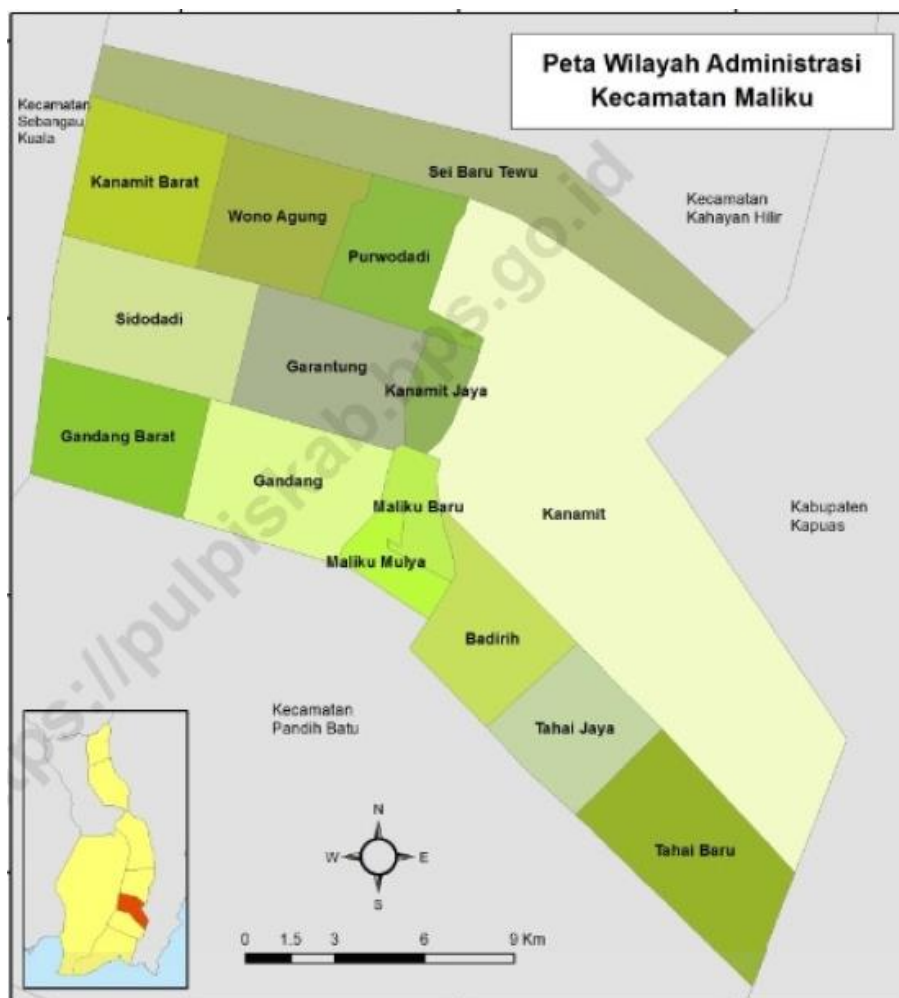 Peta Wilayah Administrasi
Kecamatan Maliku
Kecamatan
Sebangau
Kuala
Sei Baru Tewu
Kanamit Barat
Kecamatan
Kahayan Hilir
Wono Agung
Purwodadi
Sidodadi
Garantung
Kanamit Jaya
Gandang Barat
Gandang
Maliku Baru
Kanamit
Kabupaten
Kapuas
Maliku Mulya
Badirih
Kecamatan
Pandih Batu
Tahai Jaya
Tahai Baru
N
W
E
S
0 1.5 3 6 9 Km
ps://pulpiskab.bps.go.id